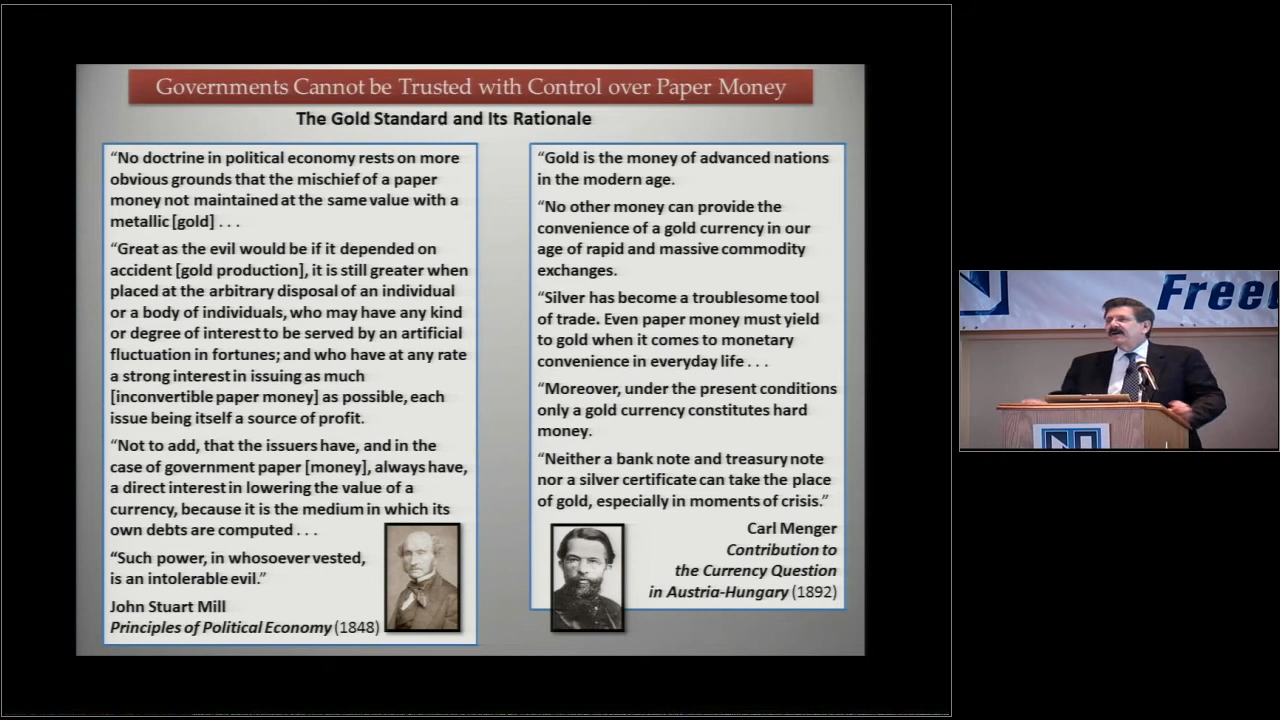 Governments Cannot be Trusted with Control over Paper Money
The Gold Standard and Its Rationale
“No doctrine in political economy rests on more
obvious grounds that the mischief of a paper
money not maintained at the same value with a
metallic [gold] . . .
“Great as the evil would be if it depended on
accident [gold production], it is still greater when
placed at the arbitrary disposal of an individual
or a body of individuals, who may have any kind
or degree of interest to be served by an artificial
fluctuation in fortunes; and who have at any rate
a strong interest in issuing as much
[inconvertible paper money] as possible, each
issue being itself a source of profit.
“Not to add, that the issuers have, and in the
case of government paper [money], always have,
a direct interest in lowering the value of a
currency, because it is the medium in which its
own debts are computed . . .
“Such power, in whosoever vested,
is an intolerable evil.”
John Stuart Mill
Principles of Political Economy (1848)
“Gold is the money of advanced nations
in the modern age.
“No other money can provide the
convenience of a gold currency in our
age of rapid and massive commodity
exchanges.
“Silver has become a troublesome tool
of trade. Even paper money must yield
to gold when it comes to monetary
convenience in everyday life . . .
“Moreover, under the present conditions
only a gold currency constitutes hard
money.
“Neither a bank note and treasury note
nor a silver certificate can take the place
of gold, especially in moments of crisis.”
Carl Menger
Contribution to
the Currency Question
in Austria-Hungary (1892)
Free